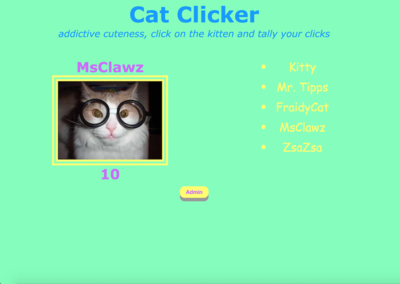 Cat Clicker
addictive cuteness, click on the kitten and tally your clicks
MsClawz
10
Kitty
Mr. Tipps
FraidyCat
MsClawz
ZsaZsa
Admin